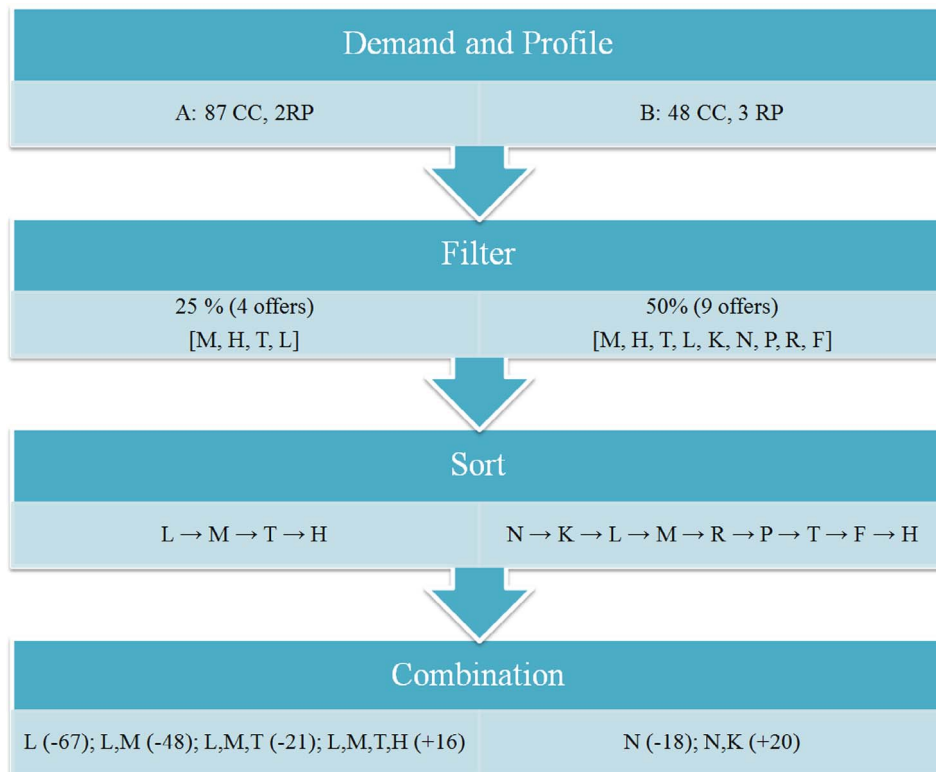 Demand and Profile
A: 87 CC, 2RP
B: 48 CC, 3 RP
Filter
25 % (4 offers)
[M, H, T, L]
50% (9 offers)
[M, H, T, L, K, N, P, R, F]
Sort
L → M → T → H
N → K → L → M → R → P → T → F → H
Combination
L (-67); L,M (-48); L,M,T (-21); L,M,T,H (+16)
N (-18); N,K (+20)